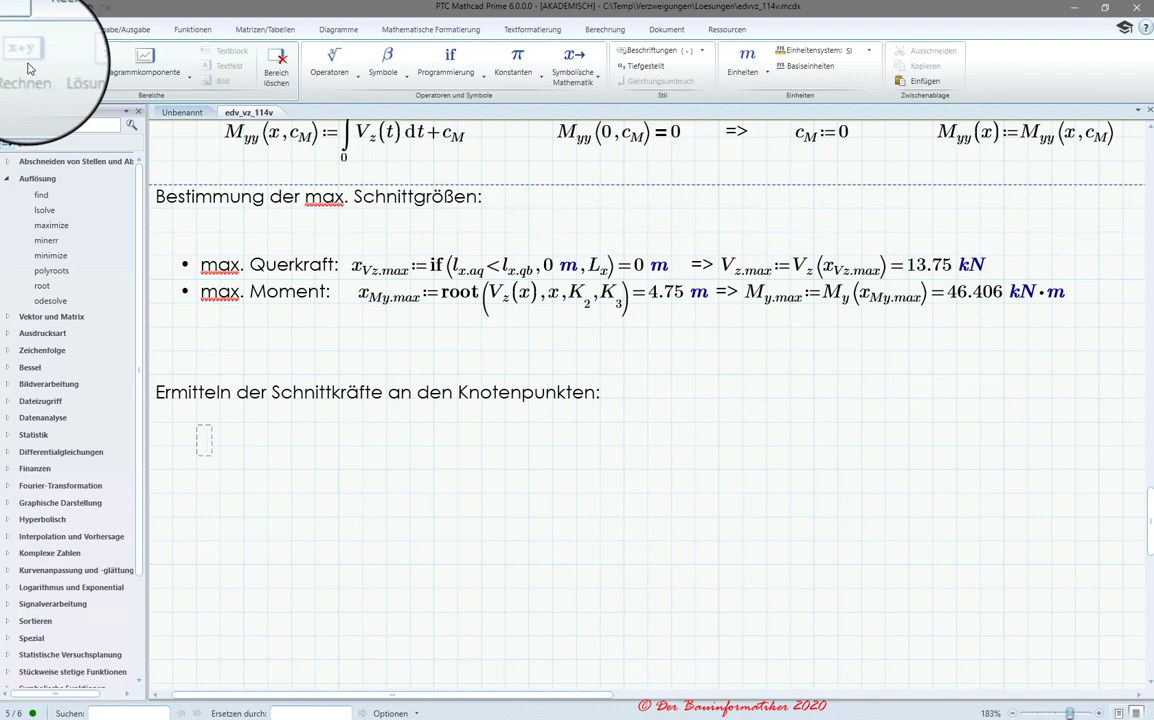 PTC Mathcad Prime 6.0.0.0 - [AKADEMISCH] - C:\Temp\Verzweigungen\Loesungen\edvvz_114v.mcdx
abe/Ausgabe Funktionen Matrizen/Tabellen Diagramme Mathematische Formatierung Textformatierung Berechnung Dokument Ressourcen
x+y Rechnen Lösun
agrammkomponente
Textblock
Textfeld
Bild
Bereich löschen
Operatoren Symbole Programmierung Konstanten Symbolische Mathematik
Beschriftungen ( - )
Tiefgestellt
Gleichungsumbruch
Einheiten
Einheitensystem: SI
Basiseinheiten
Ausschneiden
Kopieren
Einfügen
Bereiche Operatoren und Symbole Stil Einheiten Zwischenablage
Unbenannt edv_vz_114v
Abschneiden von Stellen und Ab
Auflösung
find
lsolve
maximize
minerr
minimize
polyroots
root
odesolve
Vektor und Matrix
Ausdrucksart
Zeichenfolge
Bessel
Bildverarbeitung
Dateizugriff
Datenanalyse
Statistik
Differentialgleichungen
Finanzen
Fourier-Transformation
Graphische Darstellung
Hyperbolisch
Interpolation und Vorhersage
Komplexe Zahlen
Kurvenanpassung und -glättung
Logarithmus und Exponential
Signalverarbeitung
Sortieren
Spezial
Statistische Versuchsplanung
Stückweise stetige Funktionen
M_yy(x,c_M):=∫_0 V_z(t) dt+c_M M_yy(0,c_M)=0 => c_M:=0 M_yy(x):=M_yy(x,c_M)
Bestimmung der max. Schnittgrößen:
• max. Querkraft: x_Vz.max:=if(l_x.aq<l_x.qb,0 m,L_x)=0 m => V_z.max:=V_z(x_Vz.max)=13.75 kN
• max. Moment: x_My.max:=root(V_z(x),x,K_2,K_3)=4.75 m => M_y.max:=M_y(x_My.max)=46.406 kN·m
Ermitteln der Schnittkräfte an den Knotenpunkten:
5 / 6 Suchen: Ersetzen durch: Optionen
© Der Bauinformatiker 2020
183%